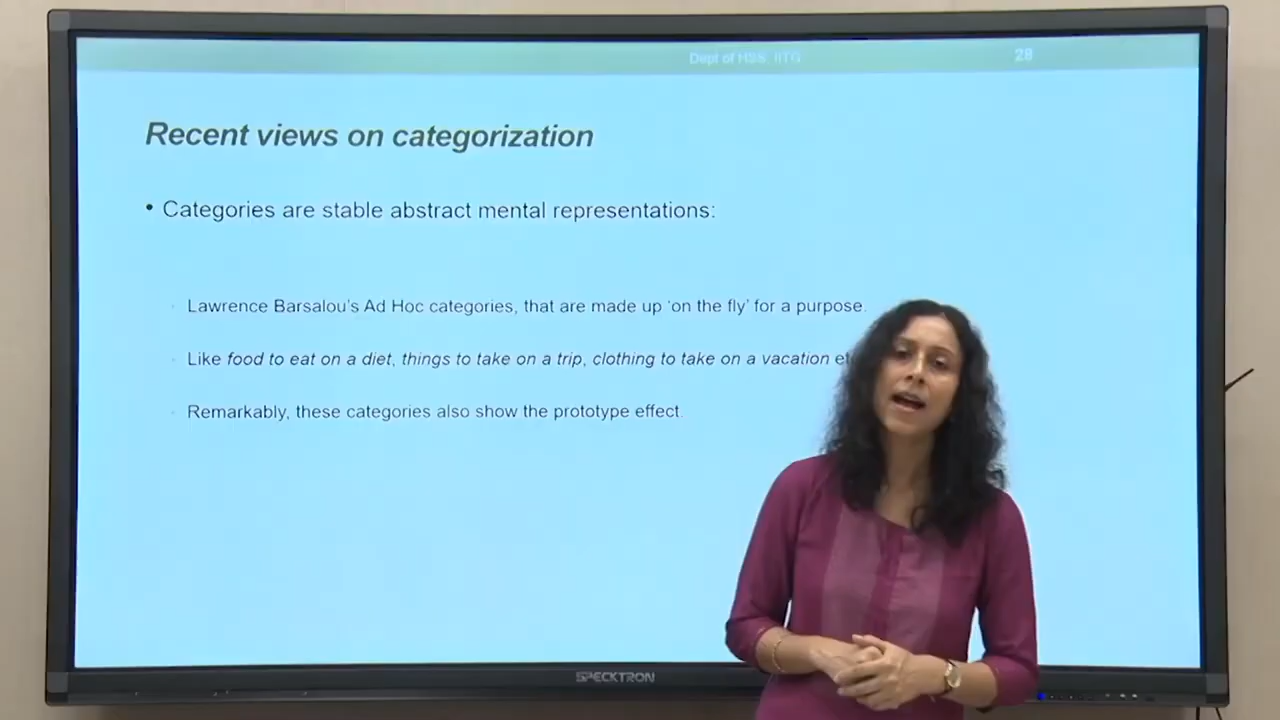 Dept of HSS, IITG 28
Recent views on categorization
• Categories are stable abstract mental representations:
Lawrence Barsalou's Ad Hoc categories, that are made up 'on the fly' for a purpose.
Like food to eat on a diet, things to take on a trip, clothing to take on a vacation
Remarkably, these categories also show the prototype effect.
SPECKTRON